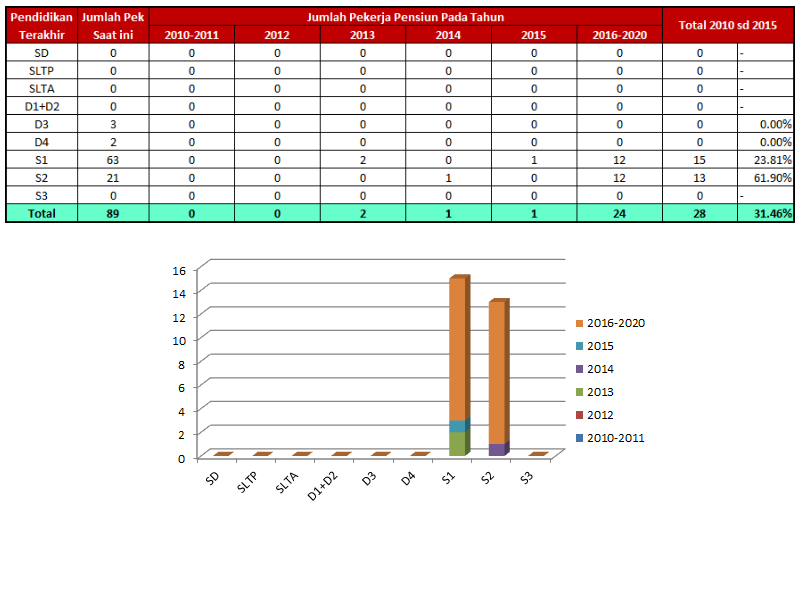 Pendidikan Terakhir Jumlah Pek Saat ini Jumlah Pekerja Pensiun Pada Tahun Total 2010 sd 2015
2010-2011 2012 2013 2014 2015 2016-2020
SD 0 0 0 0 0 0 0 0 -
SLTP 0 0 0 0 0 0 0 0 -
SLTA 0 0 0 0 0 0 0 0 -
D1+D2 0 0 0 0 0 0 0 0 -
D3 3 0 0 0 0 0 0 0 0.00%
D4 2 0 0 0 0 0 0 0 0.00%
S1 63 0 0 2 0 1 12 15 23.81%
S2 21 0 0 0 1 0 12 13 61.90%
S3 0 0 0 0 0 0 0 0 -
Total 89 0 0 2 1 1 24 28 31.46%
16
14
12
10
8
6
4
2
0
SD SLTP SLTA D1+D2 D3 D4 S1 S2 S3
2016-2020
2015
2014
2013
2012
2010-2011